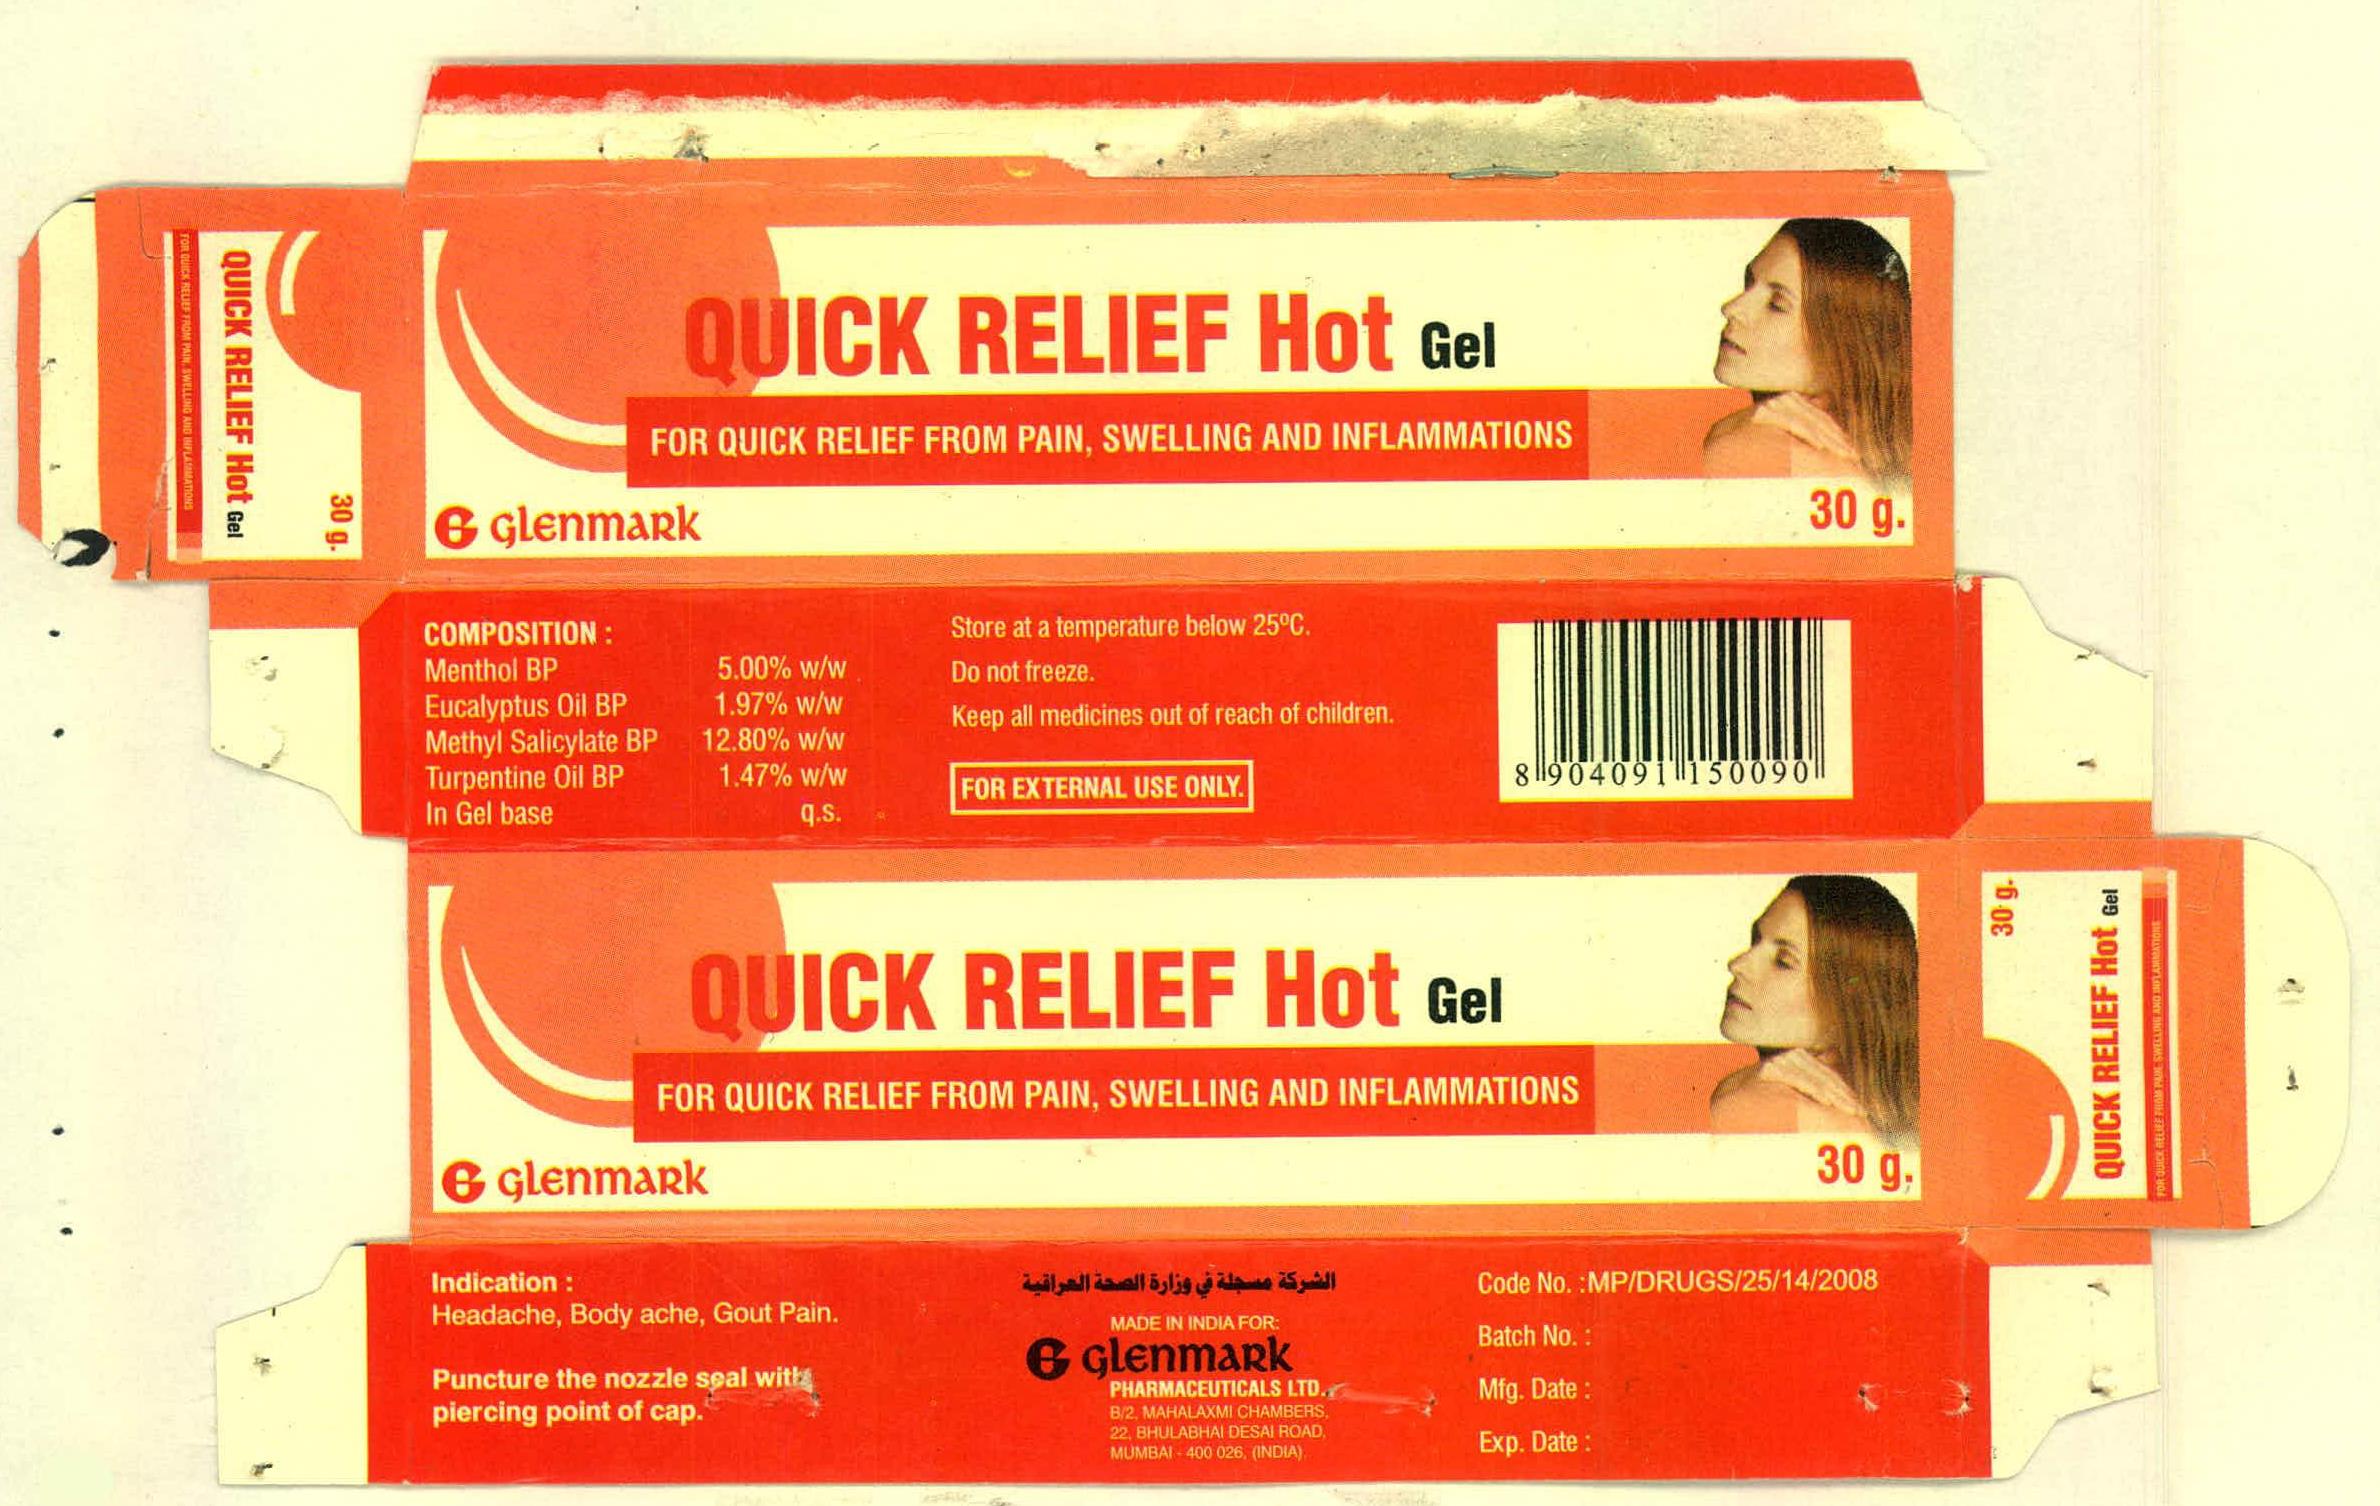 QUICK RELIEF Hot Gel
FOR QUICK RELIEF FROM PAIN, SWELLING AND INFLAMMATIONS
Glenmark
30 g.
FOR QUICK RELIEF FROM PAIN, SWELLING AND INFLAMMATIONS
QUICK RELIEF Hot Gel
30 g.
COMPOSITION :
Menthol BP 5.00% w/w
Eucalyptus Oil BP 1.97% w/w
Methyl Salicylate BP 12.80% w/w
Turpentine Oil BP 1.47% w/w
In Gel base q.s.
Store at a temperature below 25ºC.
Do not freeze.
Keep all medicines out of reach of children.
FOR EXTERNAL USE ONLY.
8 904091 150090
QUICK RELIEF Hot Gel
FOR QUICK RELIEF FROM PAIN, SWELLING AND INFLAMMATIONS
Glenmark
30 g.
30 g.
QUICK RELIEF Hot Gel
FOR QUICK RELIEF FROM PAIN, SWELLING AND INFLAMMATIONS
Indication :
Headache, Body ache, Gout Pain.
Puncture the nozzle seal with
piercing point of cap.
الشركة مسجلة في وزارة الصحة العراقية
MADE IN INDIA FOR:
Glenmark
PHARMACEUTICALS LTD.,
B/2, MAHALAXMI CHAMBERS,
22, BHULABHAI DESAI ROAD,
MUMBAI - 400 026, (INDIA).
Code No. :MP/DRUGS/25/14/2008
Batch No. :
Mfg. Date :
Exp. Date :